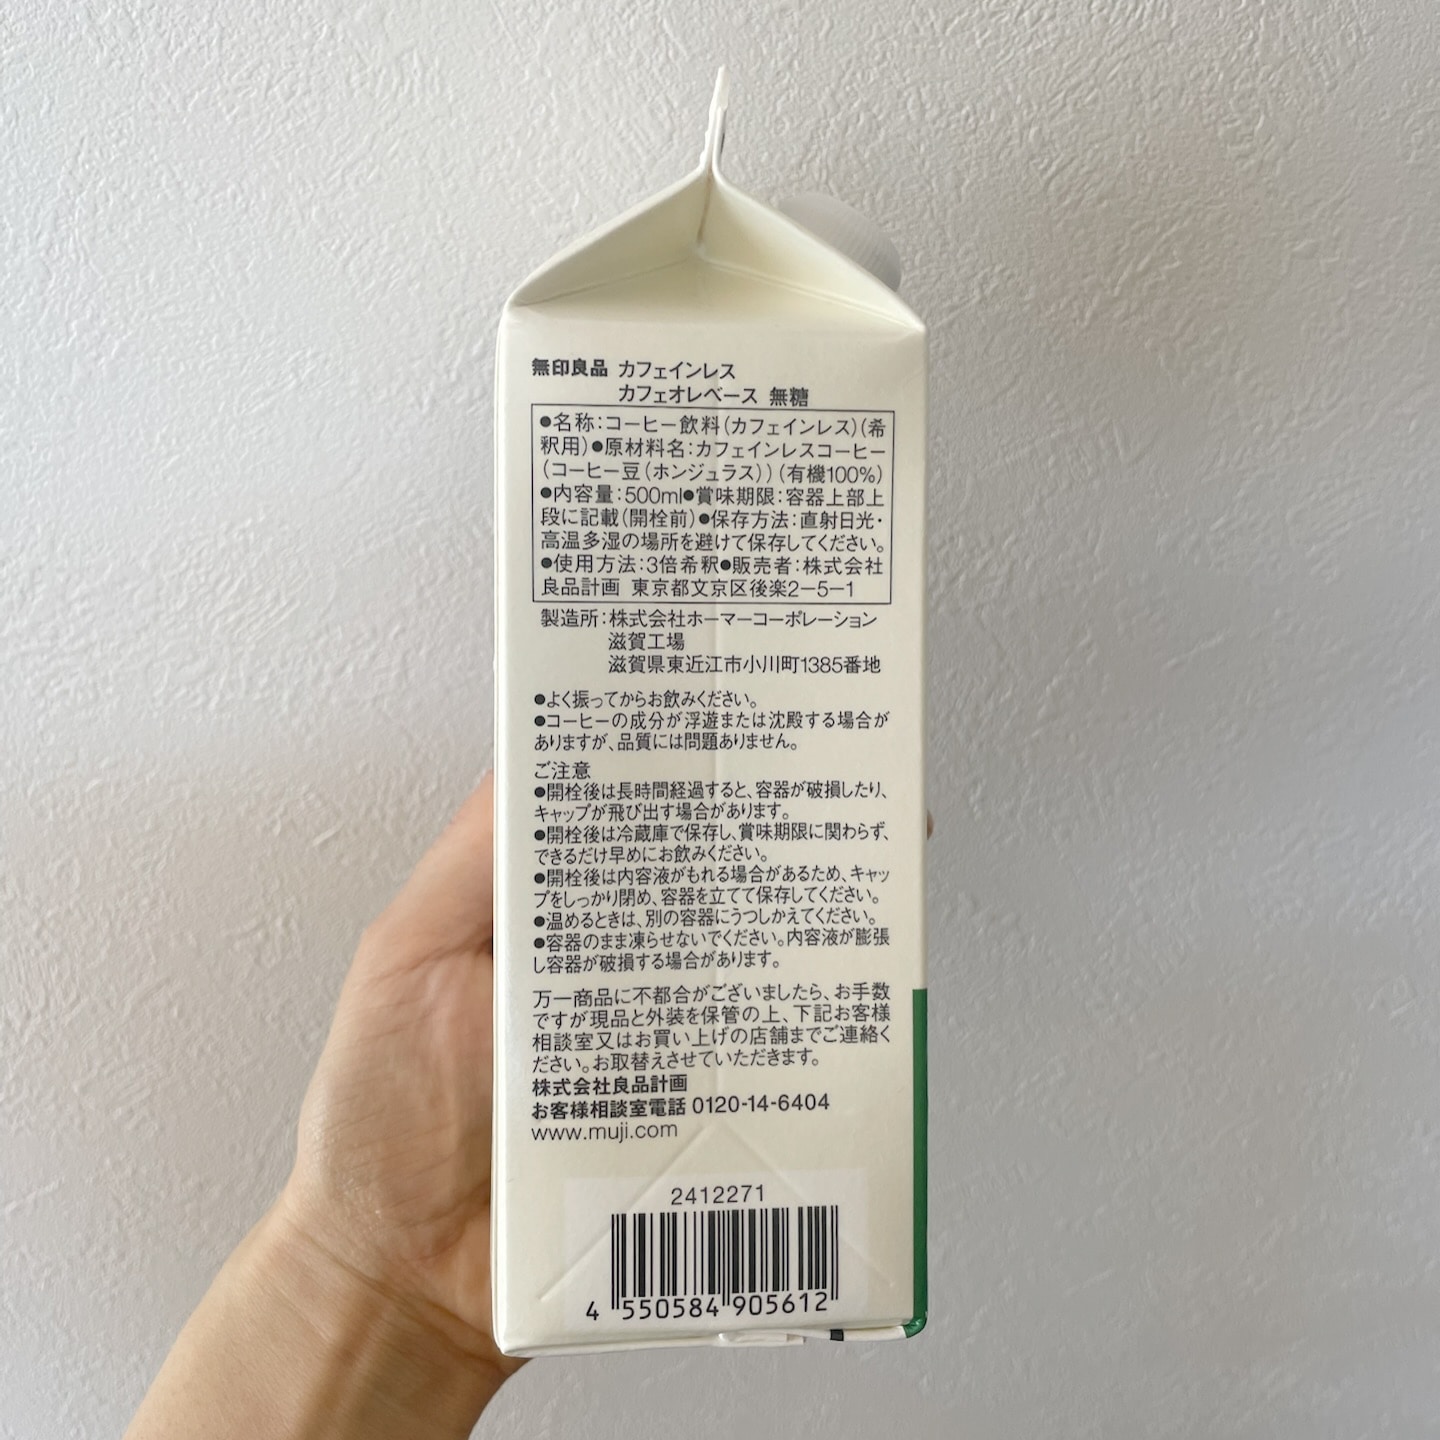 無印良品 カフェインレス
カフェオレベース 無糖
●名称:コーヒー飲料(カフェインレス)(希
釈用)●原材料名:カフェインレスコーヒー
(コーヒー豆(ホンジュラス))(有機100%)
●内容量:500ml●賞味期限:容器上部上
段に記載(開栓前)●保存方法:直射日光・
高温多湿の場所を避けて保存してください。
●使用方法:3倍希釈●販売者:株式会社
良品計画 東京都文京区後楽2-5-1
製造所:株式会社ホーマーコーポレーション
滋賀工場
滋賀県東近江市小川町1385番地
●よく振ってからお飲みください。
●コーヒーの成分が浮遊または沈殿する場合が
ありますが、品質には問題ありません。
ご注意
●開栓後は長時間経過すると、容器が破損したり、
キャップが飛び出す場合があります。
●開栓後は冷蔵庫で保存し、賞味期限に関わらず、
できるだけ早めにお飲みください。
●開栓後は内容液がもれる場合があるため、キャッ
プをしっかり閉め、容器を立てて保存してください。
●温めるときは、別の容器にうつしかえてください。
●容器のまま凍らせないでください。内容液が膨張
し容器が破損する場合があります。
万一商品に不都合がございましたら、お手数
ですが現品と外装を保管の上、下記お客様
相談室又はお買い上げの店舗までご連絡く
ださい。お取替えさせていただきます。
株式会社良品計画
お客様相談室電話 0120-14-6404
www.muji.com
2412271
4 550584 905612